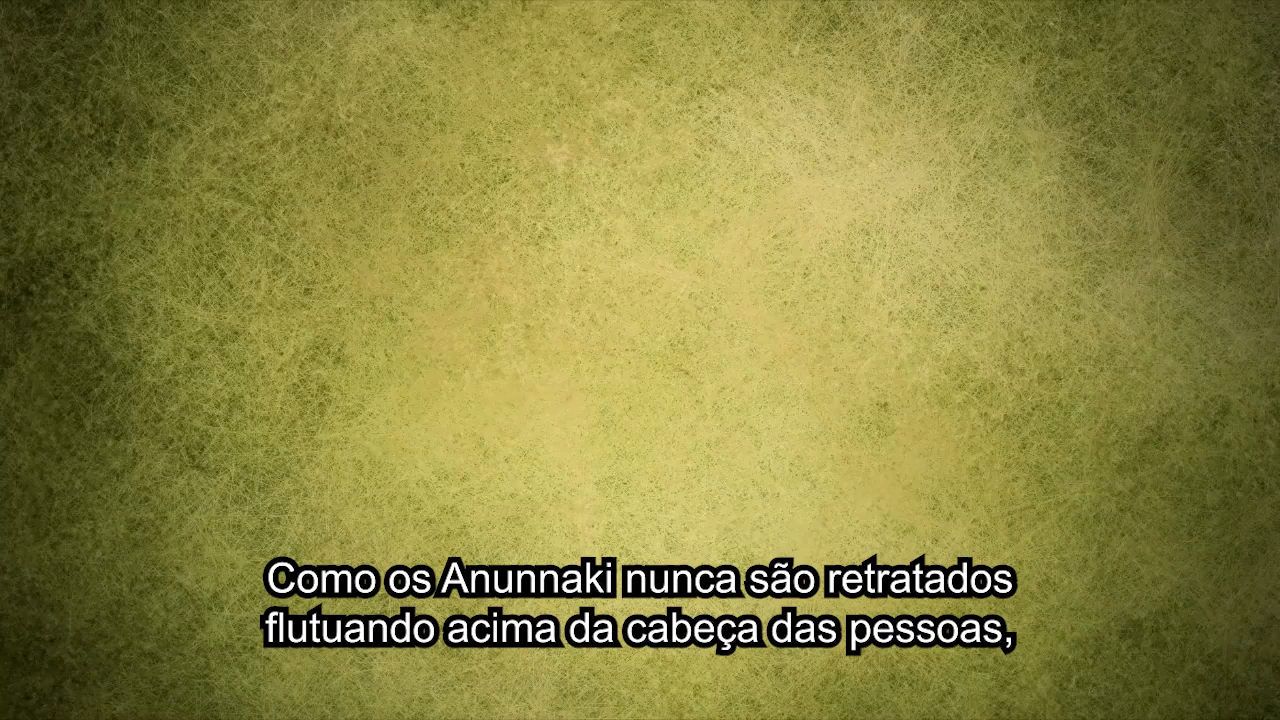 Como os Anunnaki nunca são retratados
flutuando acima da cabeça das pessoas,